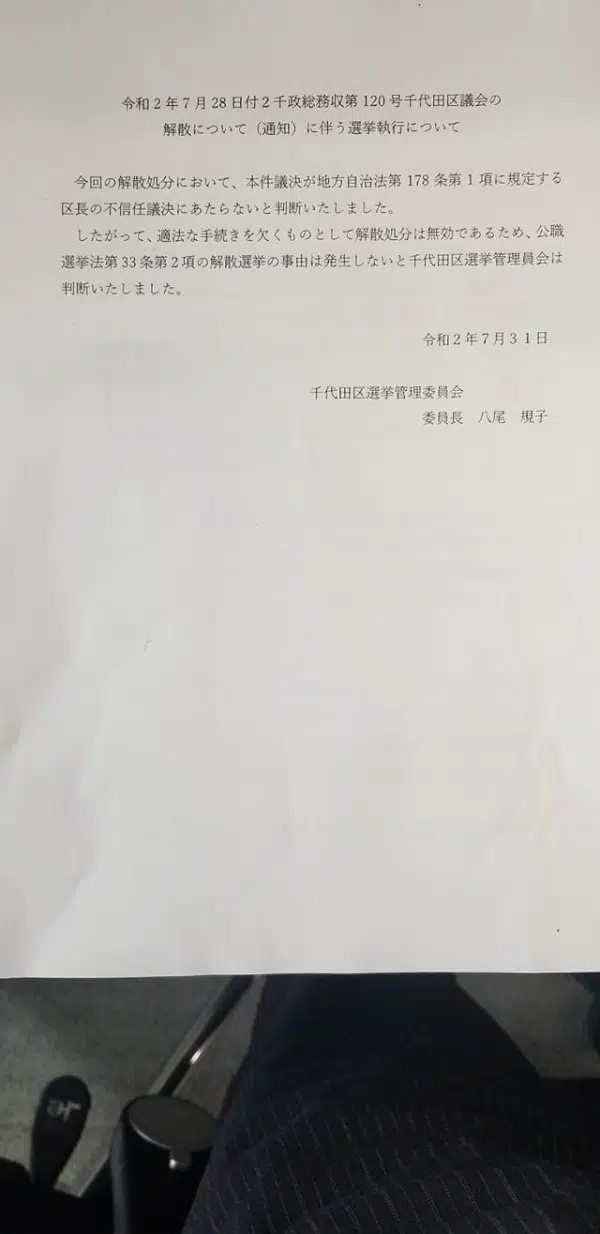 令和２年７月28日付２千政総務収第120号千代田区議会の
解散について（通知）に伴う選挙執行について
今回の解散処分において、本件議決が地方自治法第178条第１項に規定する
区長の不信任議決にあたらないと判断いたしました。
したがって、適法な手続きを欠くものとして解散処分は無効であるため、公職
選挙法第33条第２項の解散選挙の事由は発生しないと千代田区選挙管理員会は
判断いたしました。
令和２年７月３１日
千代田区選挙管理委員会
委員長　八尾　規子